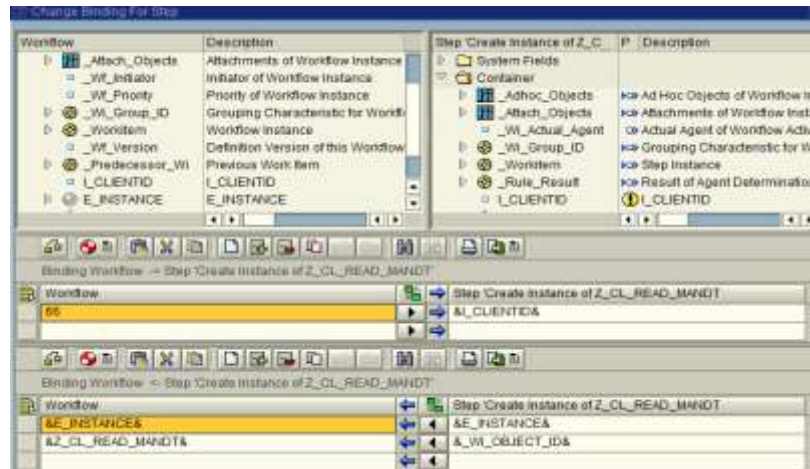 Change Binding For Step
Workflow Description
_Attach_Objects Attachments of Workflow Instance
_Wf_Initiator Initiator of Workflow Instance
_Wf_Priority Priority of Workflow Instance
_WI_Group_ID Grouping Characteristic for Workfl
_Workitem Workflow Instance
_Wf_Version Definition Version of this Workflow
_Predecessor_Wi Previous Work Item
I_CLIENTID I_CLIENTID
E_INSTANCE E_INSTANCE
Step 'Create Instance of Z_C P Description
System Fields
Container
_Adhoc_Objects Ad Hoc Objects of Workflow In
_Attach_Objects Attachments of Workflow Inst
_WI_Actual_Agent Actual Agent of Workflow Activ
_WI_Group_ID Grouping Characteristic for W
_Workitem Step Instance
_Rule_Result Result of Agent Determination
I_CLIENTID I_CLIENTID
Binding Workflow -> Step 'Create Instance of Z_CL_READ_MANDT'
Workflow Step 'Create Instance of Z_CL_READ_MANDT
66 &I_CLIENTID&
Binding Workflow <- Step 'Create Instance of Z_CL_READ_MANDT'
Workflow Step 'Create Instance of Z_CL_READ_MANDT
&E_INSTANCE& &E_INSTANCE&
&Z_CL_READ_MANDT& &_WI_OBJECT_ID&